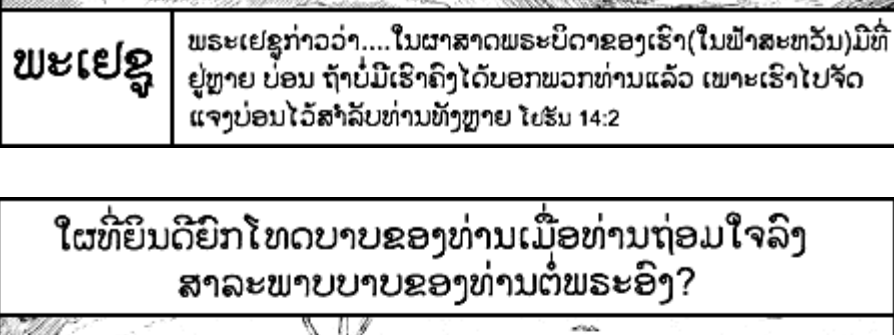 ພະເຢຊູ
ພຣະເຢຊູກ່າວວ່າ....ໃນຜາສາດພຣະບິດາຂອງເຮົາ(ໃນຟ້າສະຫວັນ)ມີທີ່
ຢູ່ຫຼາຍ ບ່ອນ ຖ້າບໍ່ມີເຮົາຄົງໄດ້ບອກພວກທ່ານແລ້ວ ເພາະເຮົາໄປຈັດ
ແຈງບ່ອນໄວ້ສຳລັບທ່ານທັງຫຼາຍ ໂຢຮັນ 14:2
ໃຜທີ່ຍິນດີຍົກໂທດບາບຂອງທ່ານເມື່ອທ່ານຖ່ອມໃຈລົງ
ສາລະພາບບາບຂອງທ່ານຕໍ່ພຣະອົງ?